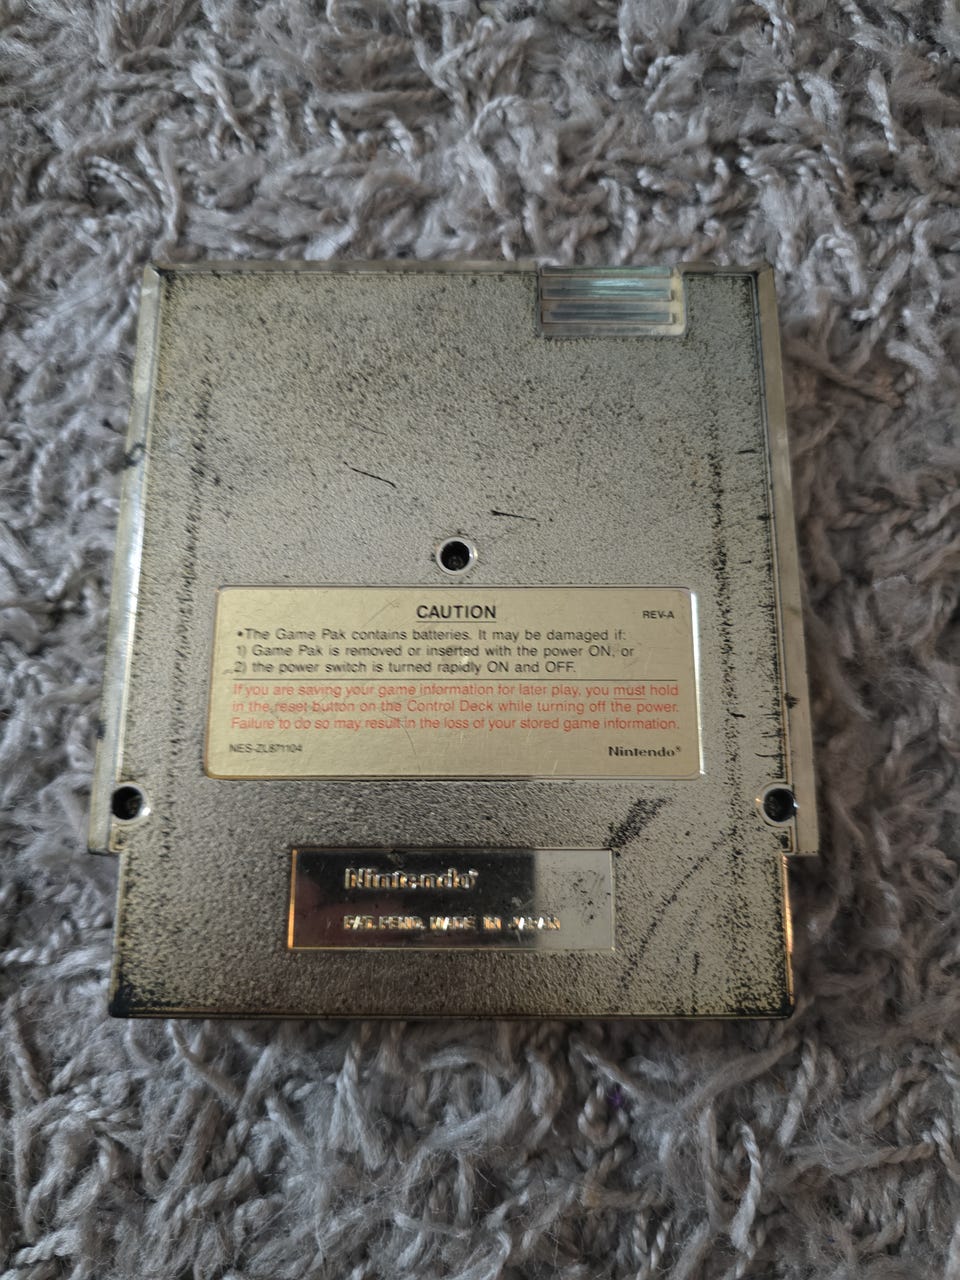 CAUTION
REV-A
•The Game Pak contains batteries. It may be damaged if:
1) Game Pak is removed or inserted with the power ON, or
2) the power switch is turned rapidly ON and OFF.
If you are saving your game information for later play, you must hold
in the reset button on the Control Deck while turning off the power.
Failure to do so may result in the loss of your stored game information.
NES-ZL871104
Nintendo®
Nintendo®
PAT. PEND. MADE IN JAPAN